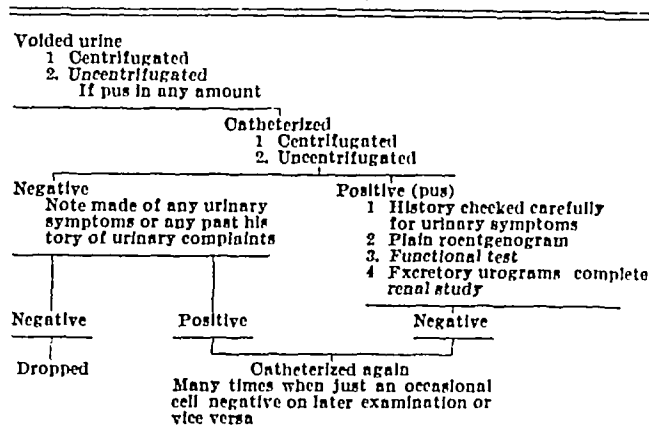 Voided urine
1 Centrifugated
2. Uncentrifugated
If pus in any amount
Catheterized
1 Centrifugated
2. Uncentrifugated
Negative
Note made of any urinary
symptoms or any past his
tory of urinary complaints
Positive (pus)
1 History checked carefully
for urinary symptoms
2 Plain roentgenogram
3. Functional test
4 Excretory urograms complete
renal study
Negative
Positive
Negative
Dropped
Catheterized again
Many times when just an occasional
cell negative on later examination or
vice versa